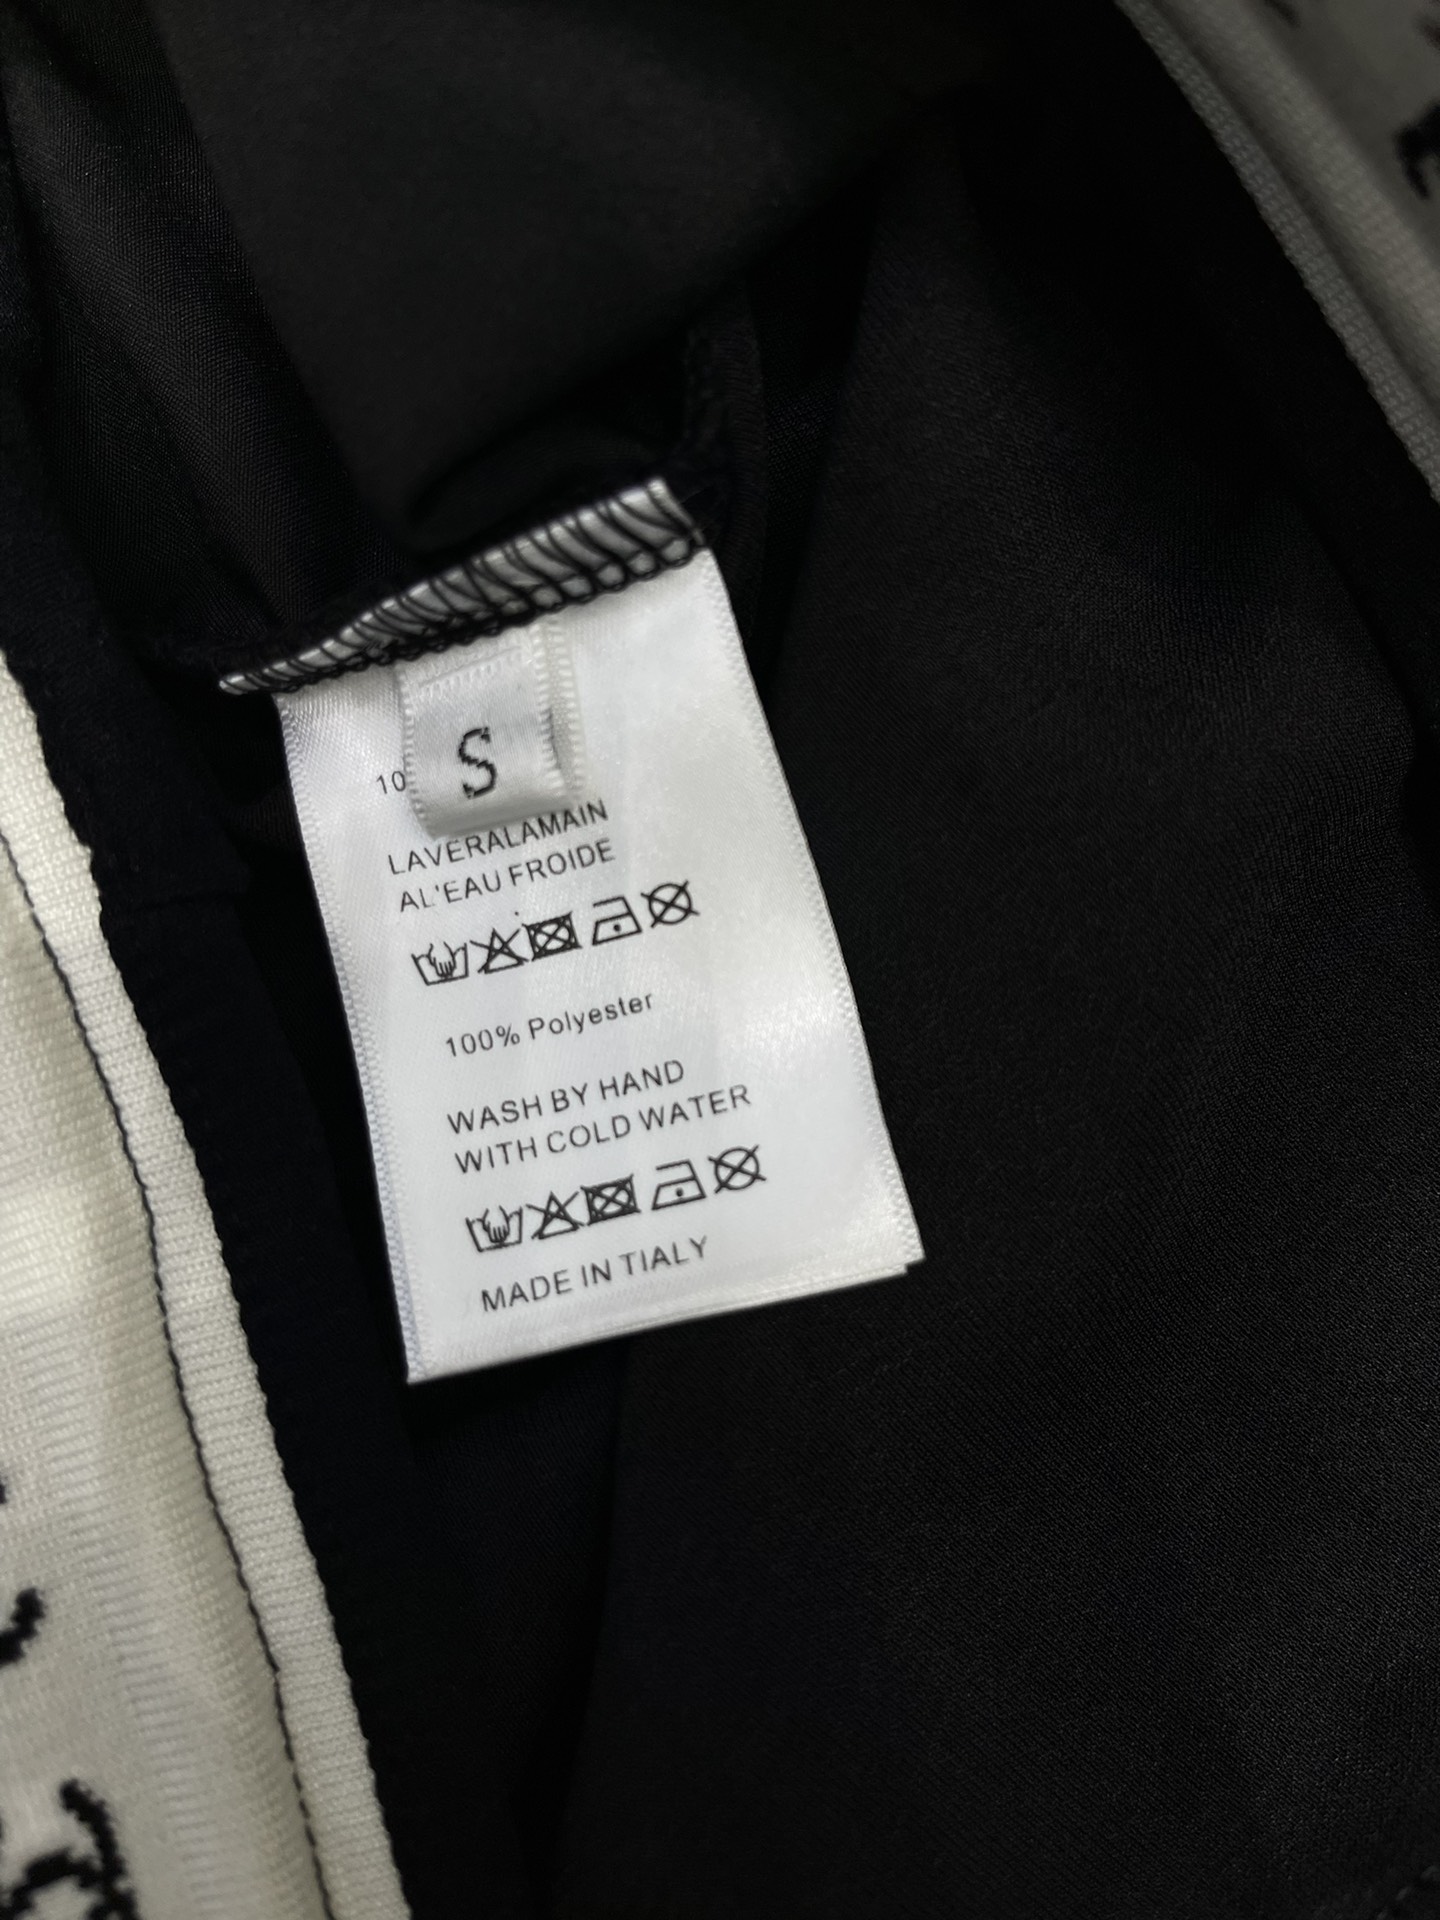 S
10
LAVERALAMAIN
AL'EAU FROIDE
100% Polyester
WASH BY HAND
WITH COLD WATER
MADE IN TIALY